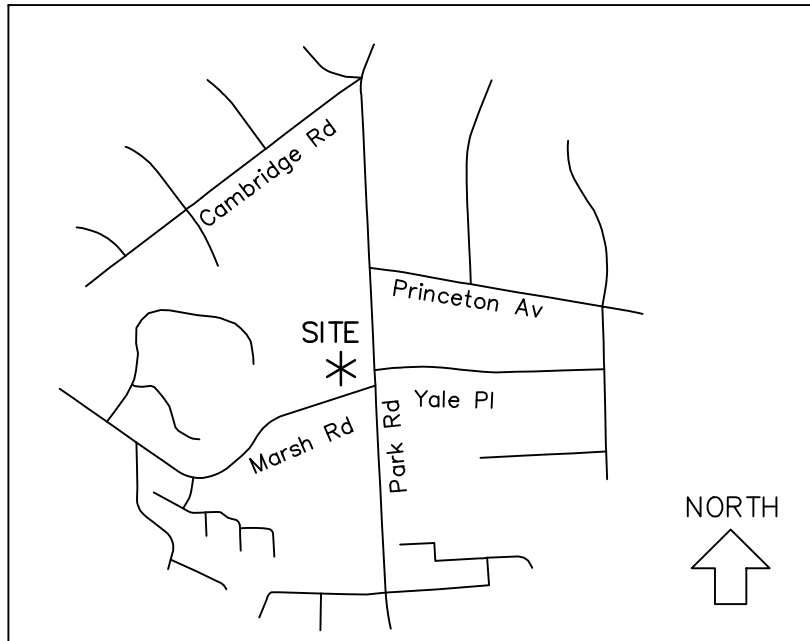 Cambridge Rd
Princeton Av
SITE
Yale Pl
Marsh Rd
Park Rd
NORTH